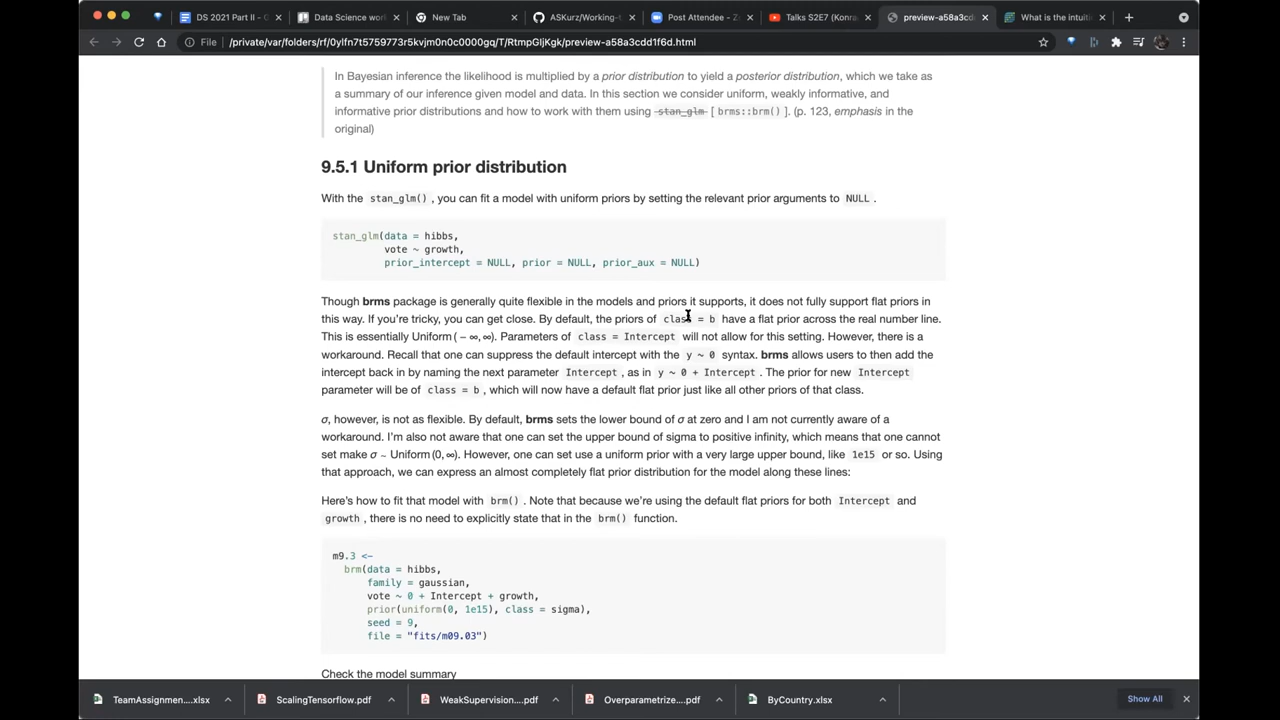 DS 2021 Part II - G
Data Science wor
New Tab
ASKurz/Working-t
Post Attendee - Zo
Talks S2E7 (Konra
preview-a58a3cd
What is the intuiti
File
/private/var/folders/rf/0ylfn7t5759773r5kvjm0n0c0000gq/T/RtmpGljKgk/preview-a58a3cdd1f6d.html
In Bayesian inference the likelihood is multiplied by a prior distribution to yield a posterior distribution, which we take as
a summary of our inference given model and data. In this section we consider uniform, weakly informative, and
informative prior distributions and how to work with them using stan_glm [ brms::brm() ]. (p. 123, emphasis in the
original)
9.5.1 Uniform prior distribution
With the stan_glm() , you can fit a model with uniform priors by setting the relevant prior arguments to NULL .
stan_glm(data = hibbs,
vote ~ growth,
prior_intercept = NULL, prior = NULL, prior_aux = NULL)
Though brms package is generally quite flexible in the models and priors it supports, it does not fully support flat priors in
this way. If you're tricky, you can get close. By default, the priors of class = b have a flat prior across the real number line.
This is essentially Uniform(−∞,∞). Parameters of class = Intercept will not allow for this setting. However, there is a
workaround. Recall that one can suppress the default intercept with the y ~ 0 syntax. brms allows users to then add the
intercept back in by naming the next parameter Intercept , as in y ~ 0 + Intercept . The prior for new Intercept
parameter will be of class = b , which will now have a default flat prior just like all other priors of that class.
σ, however, is not as flexible. By default, brms sets the lower bound of σ at zero and I am not currently aware of a
workaround. I'm also not aware that one can set the upper bound of sigma to positive infinity, which means that one cannot
set make σ ~ Uniform(0,∞). However, one can set use a uniform prior with a very large upper bound, like 1e15 or so. Using
that approach, we can express an almost completely flat prior distribution for the model along these lines:
Here's how to fit that model with brm() . Note that because we're using the default flat priors for both Intercept and
growth , there is no need to explicitly state that in the brm() function.
m9.3 <-
brm(data = hibbs,
family = gaussian,
vote ~ 0 + Intercept + growth,
prior(uniform(0, 1e15), class = sigma),
seed = 9,
file = "fits/m09.03")
Check the model summary
TeamAssignmen....xlsx
ScalingTensorflow.pdf
WeakSupervision....pdf
Overparametrize....pdf
ByCountry.xlsx
Show All